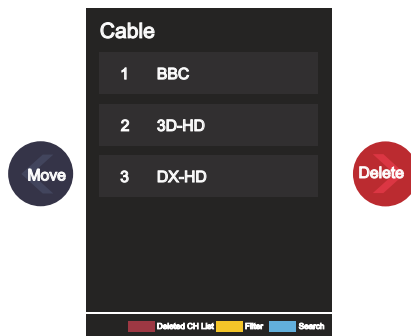 Cable
1 BBC
2 3D-HD
3 DX-HD
Move
Delete
Deleted CH List Filter Search